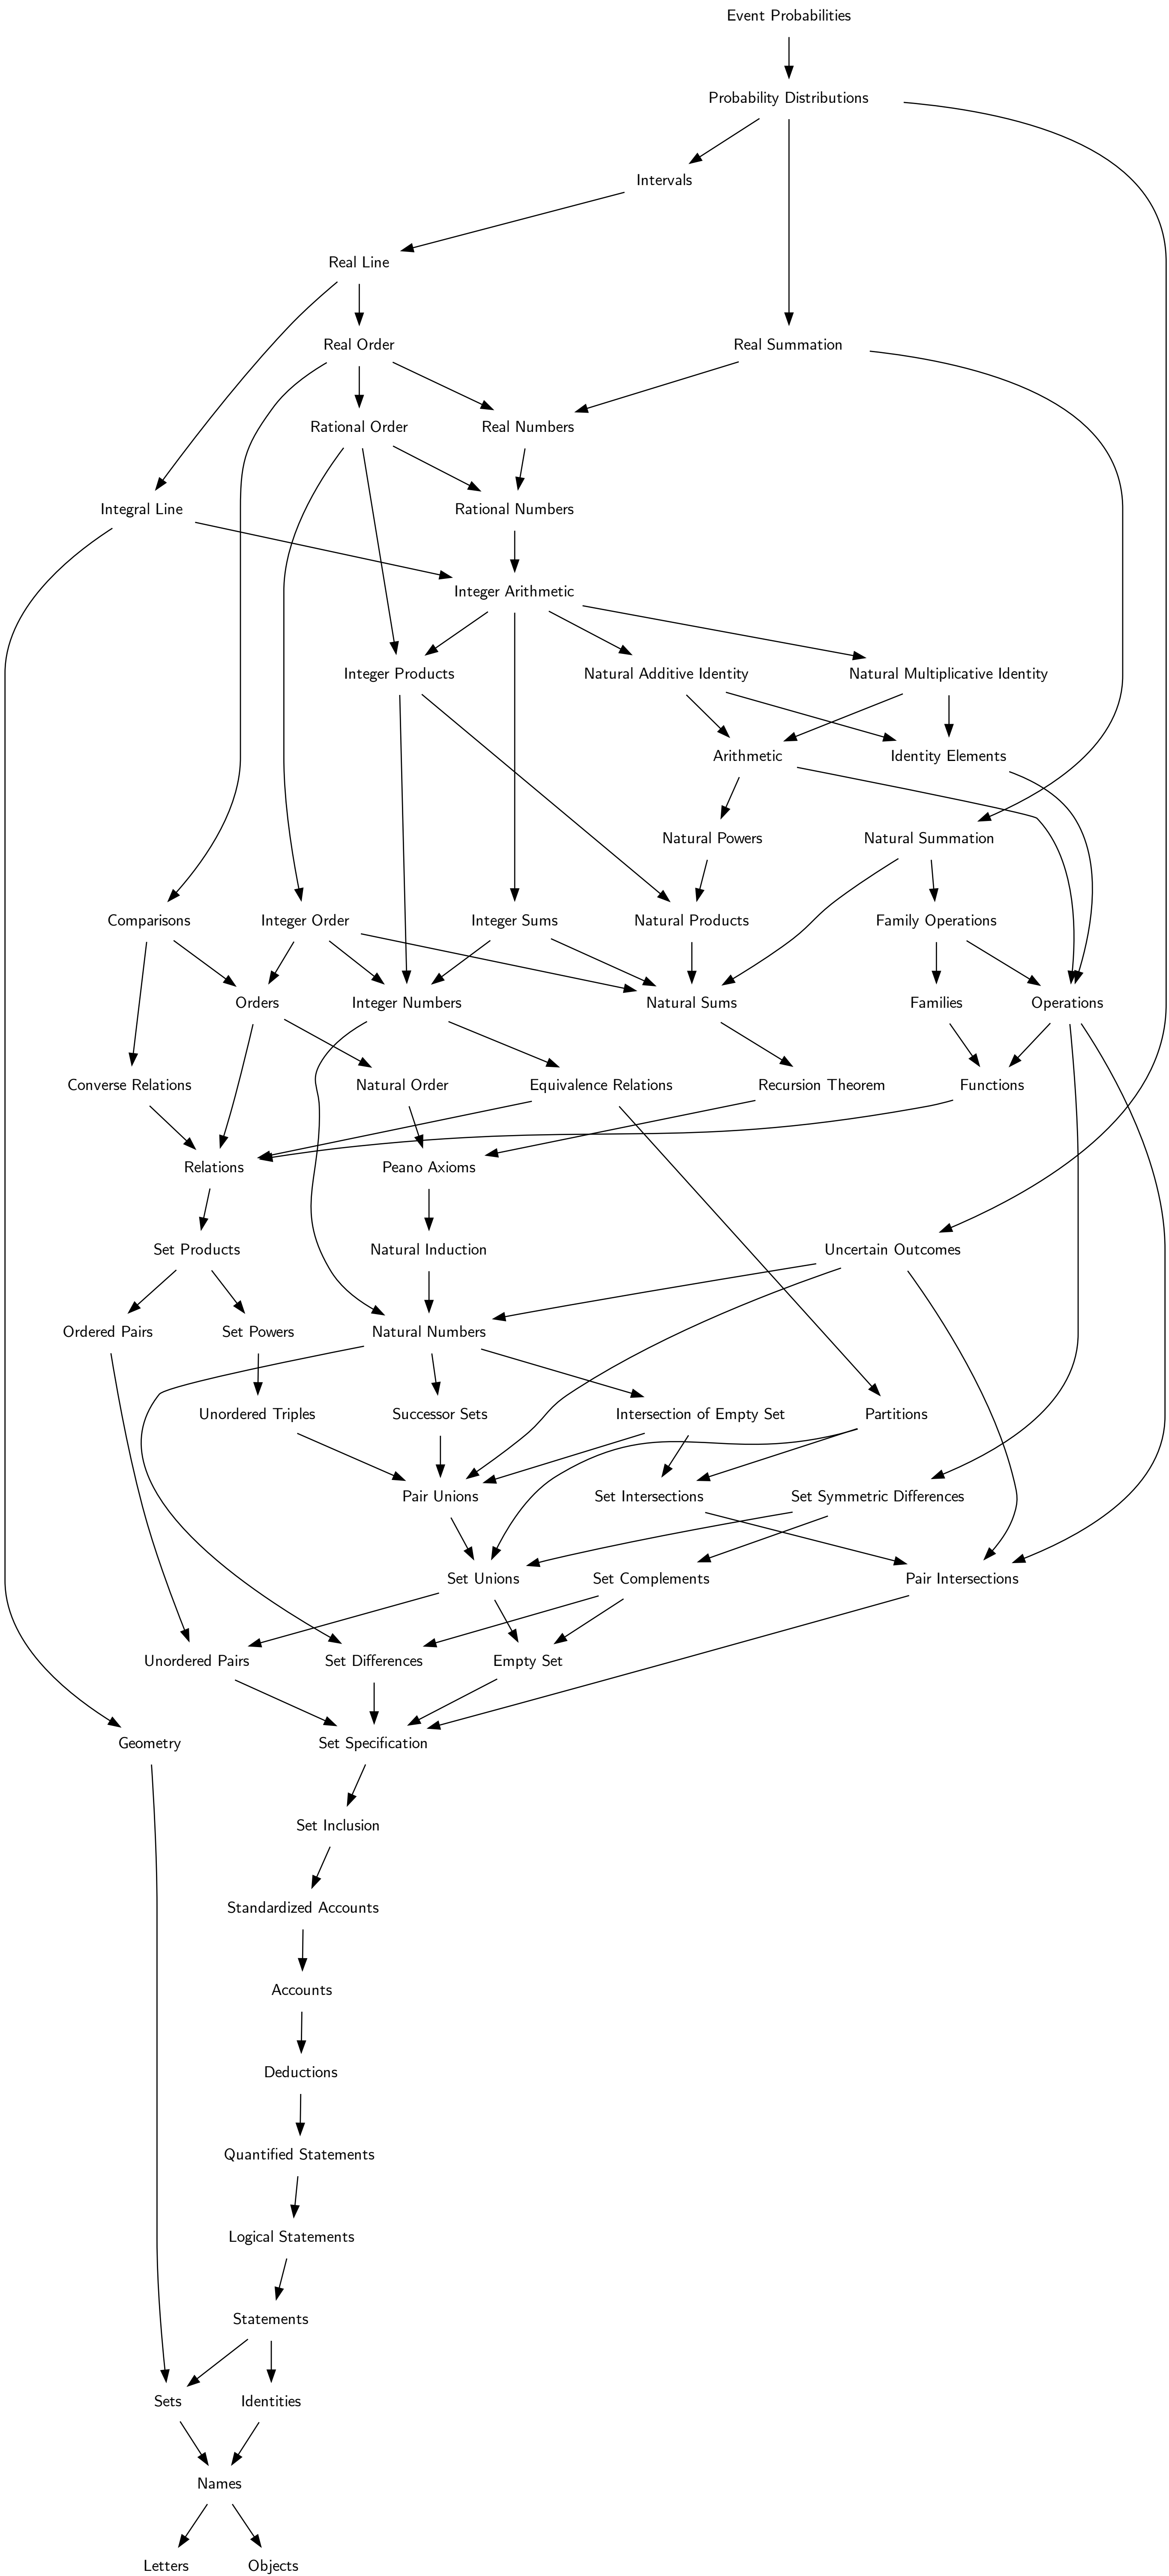 Event Probabilities
Probability Distributions
Intervals
Real Line
Real Order
Real Summation
Rational Order
Real Numbers
Integral Line
Rational Numbers
Integer Arithmetic
Integer Products
Natural Additive Identity
Natural Multiplicative Identity
Arithmetic
Identity Elements
Natural Powers
Natural Summation
Comparisons
Integer Order
Integer Sums
Natural Products
Family Operations
Orders
Integer Numbers
Natural Sums
Families
Operations
Converse Relations
Natural Order
Equivalence Relations
Recursion Theorem
Functions
Relations
Peano Axioms
Set Products
Natural Induction
Uncertain Outcomes
Ordered Pairs
Set Powers
Natural Numbers
Unordered Triples
Successor Sets
Intersection of Empty Set
Partitions
Pair Unions
Set Intersections
Set Symmetric Differences
Set Unions
Set Complements
Pair Intersections
Unordered Pairs
Set Differences
Empty Set
Geometry
Set Specification
Set Inclusion
Standardized Accounts
Accounts
Deductions
Quantified Statements
Logical Statements
Statements
Sets
Identities
Names
Letters
Objects